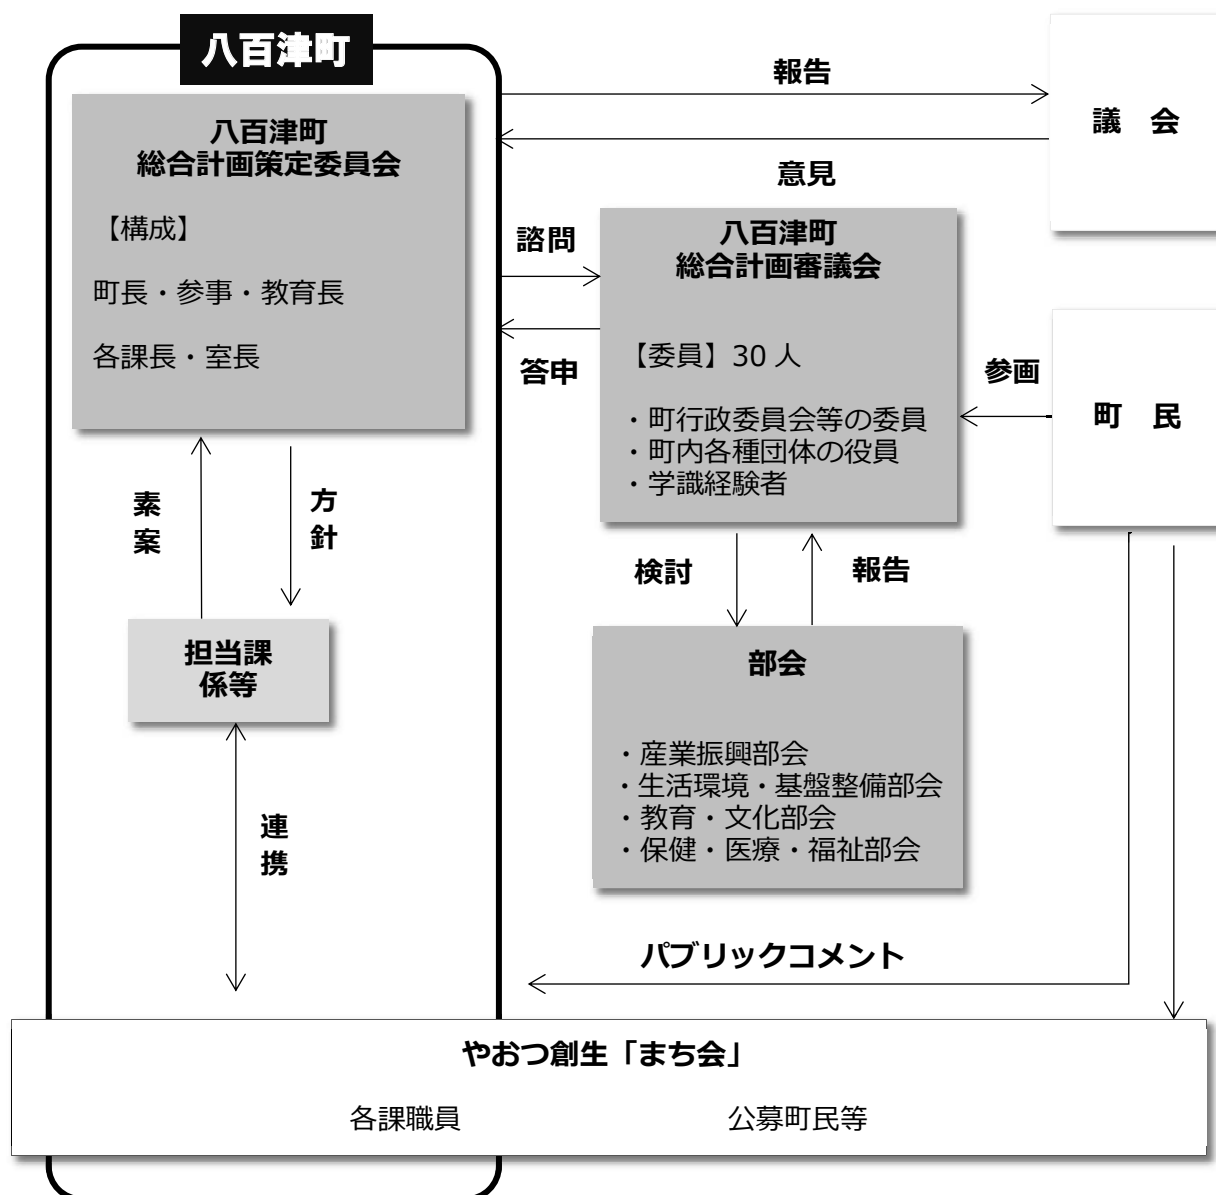 八百津町
八百津町
総合計画策定委員会
【構成】
町長・参事・教育長
各課長・室長
報告
意見
議 会
諮問
答申
八百津町
総合計画審議会
【委員】30 人
・町行政委員会等の委員
・町内各種団体の役員
・学識経験者
参画
町 民
素案
方針
検討
報告
担当課
係等
部会
・産業振興部会
・生活環境・基盤整備部会
・教育・文化部会
・保健・医療・福祉部会
連携
パブリックコメント
やおつ創生「まち会」
各課職員
公募町民等